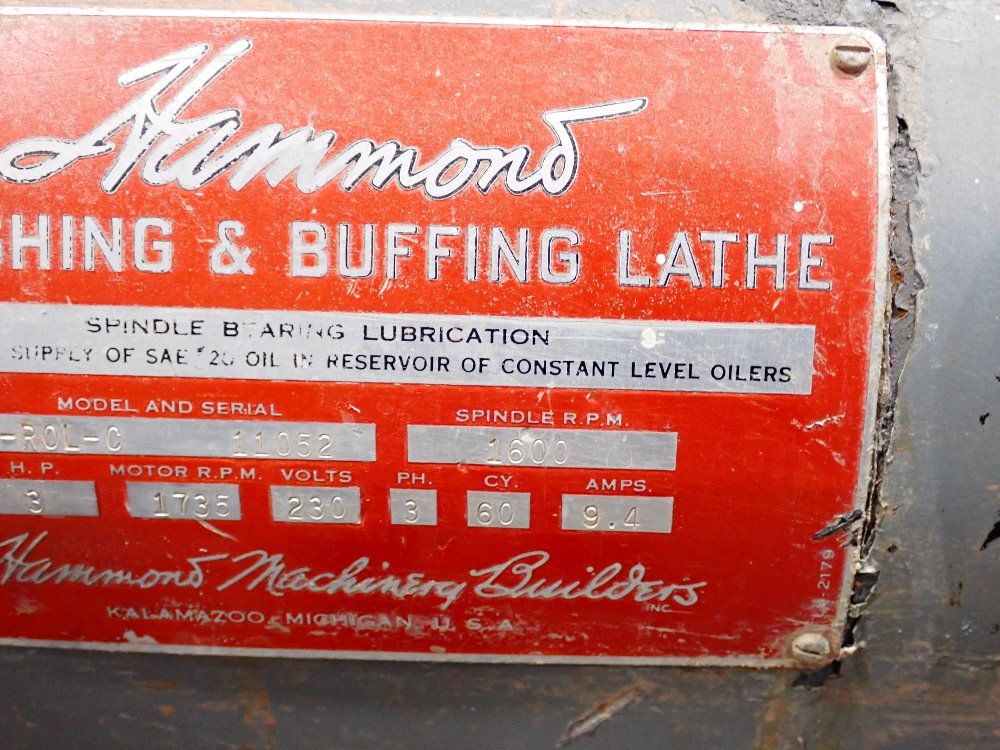 Hammond
SHING & BUFFING LATHE
SPINDLE BEARING LUBRICATION
SUPPLY OF SAE #20 OIL IN RESERVOIR OF CONSTANT LEVEL OILERS
MODEL AND SERIAL SPINDLE R.P.M.
-ROL-C 11052 1600
H.P. MOTOR R.P.M. VOLTS PH. CY. AMPS.
3 1735 230 3 60 9.4
Hammond Machinery Builders INC
KALAMAZOO, MICHIGAN, U.S.A.
2179